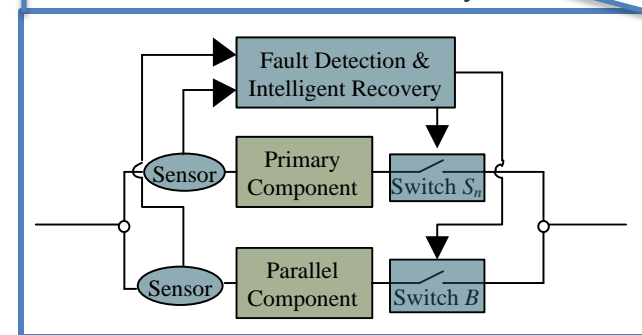 Fault Detection &
Intelligent Recovery
Sensor
Primary
Component
Switch Sₙ
Sensor
Parallel
Component
Switch B